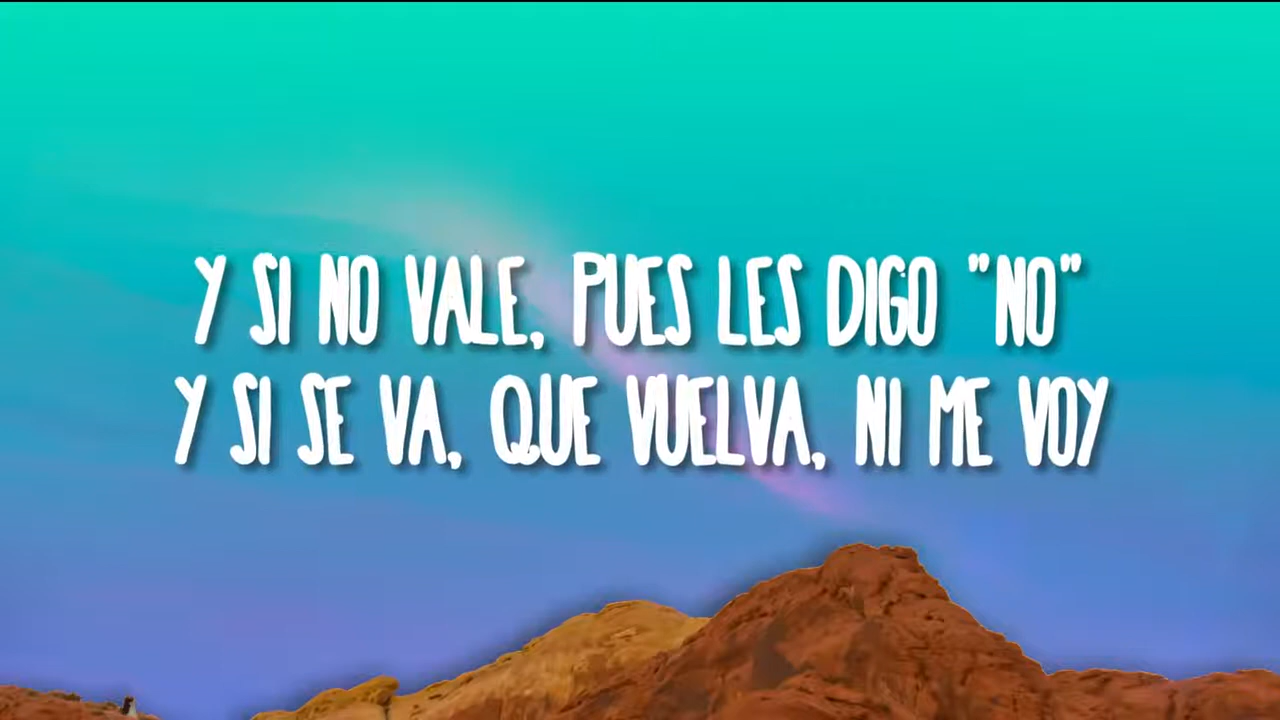 Y SI NO VALE, PUES LES DIGO "NO"
Y SI SE VA, QUE VUELVA, NI ME VOY